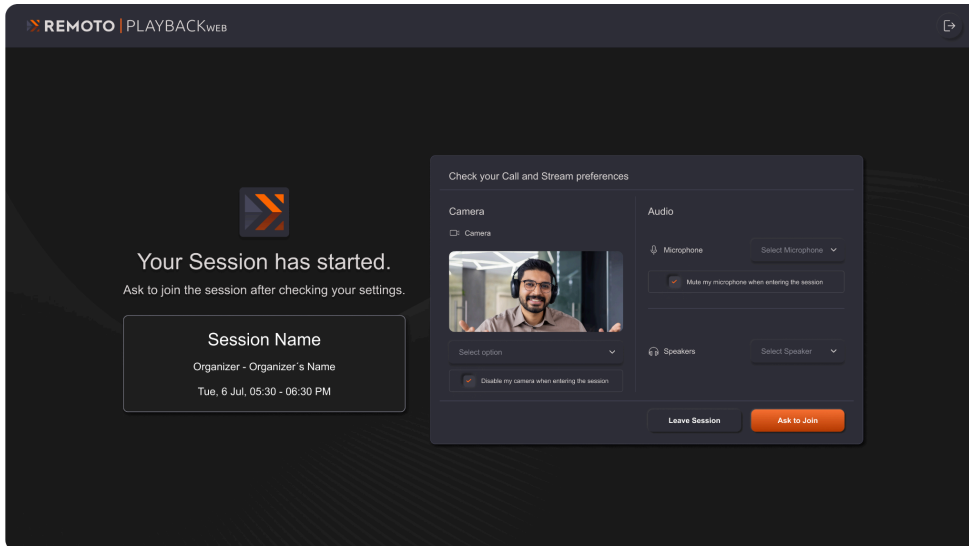 REMOTO | PLAYBACK WEB
Your Session has started.
Ask to join the session after checking your settings.
Session Name
Organizer - Organizer´s Name
Tue, 6 Jul, 05:30 - 06:30 PM
Check your Call and Stream preferences
Camera
Camera
Select option
Disable my camera when entering the session
Audio
Microphone
Select Microphone
Mute my microphone when entering the session
Speakers
Select Speaker
Leave Session
Ask to Join